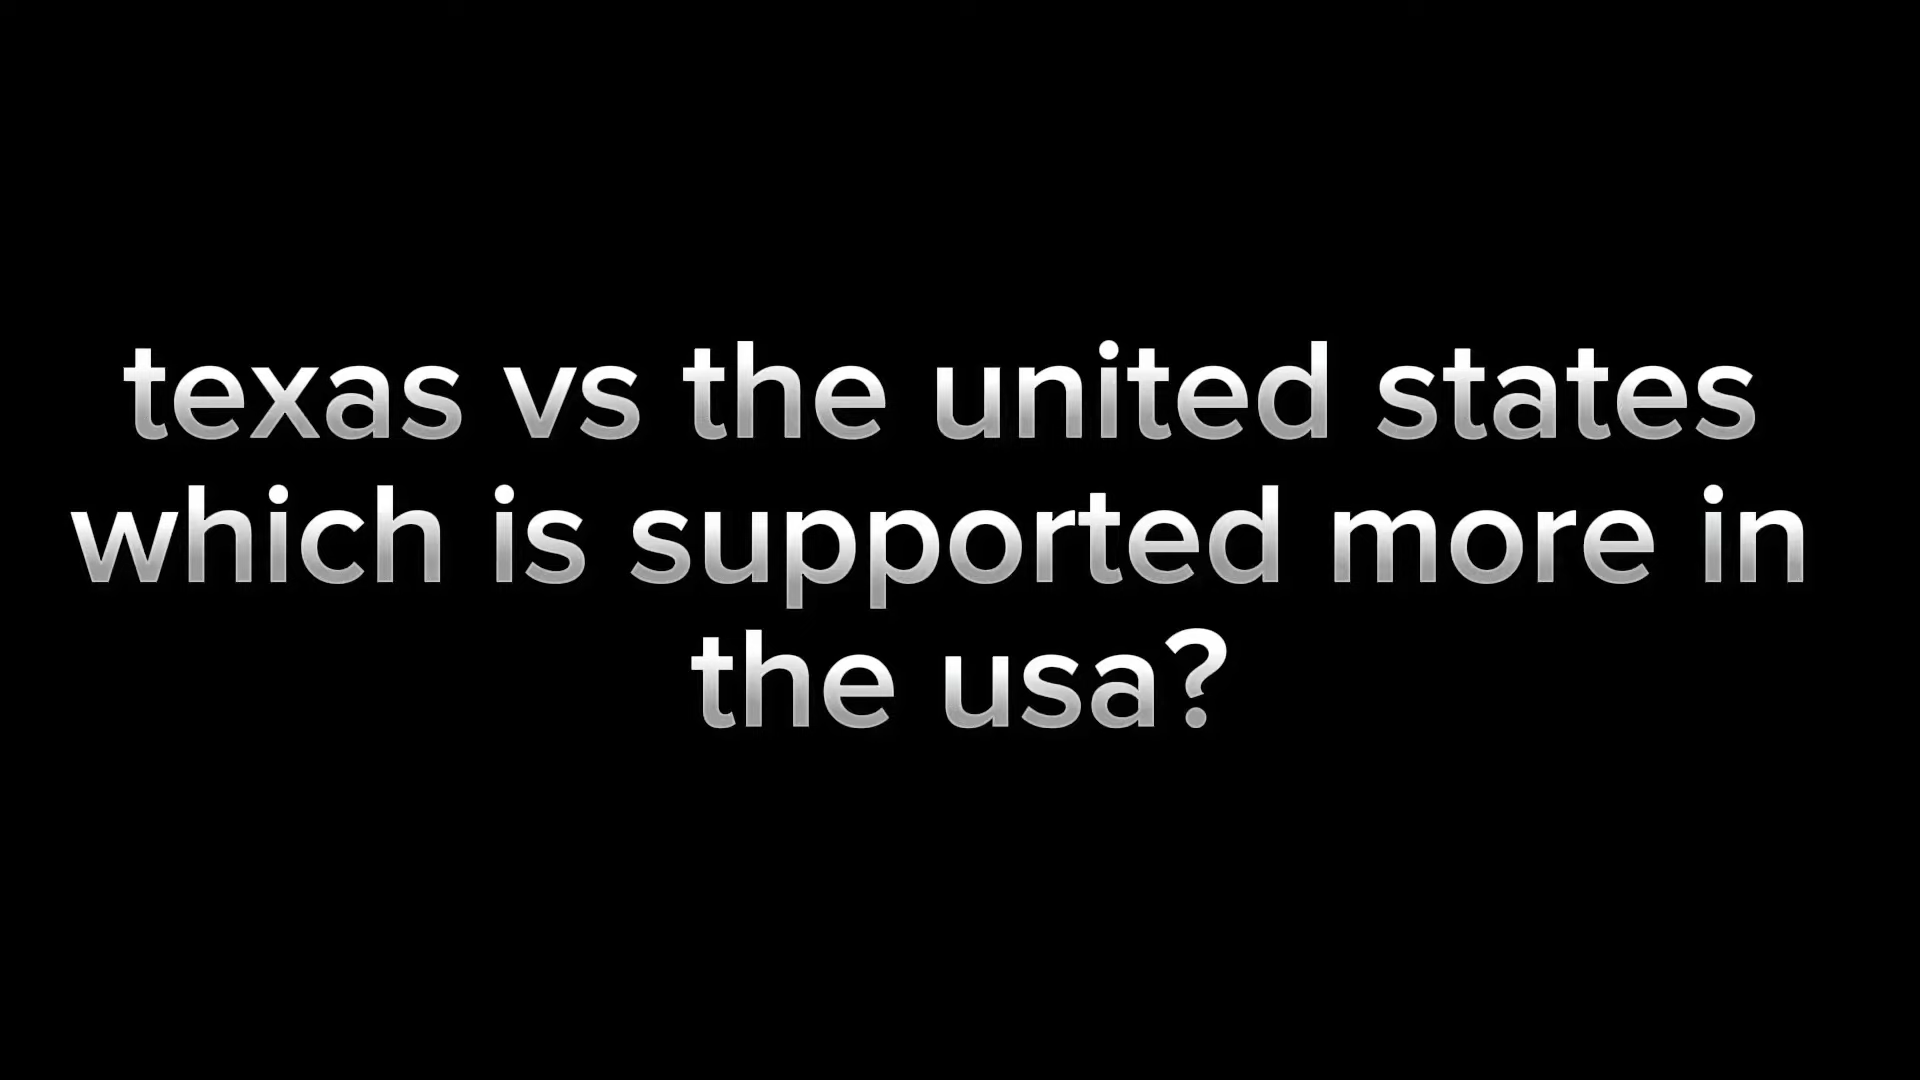 texas vs the united states
which is supported more in
the usa?